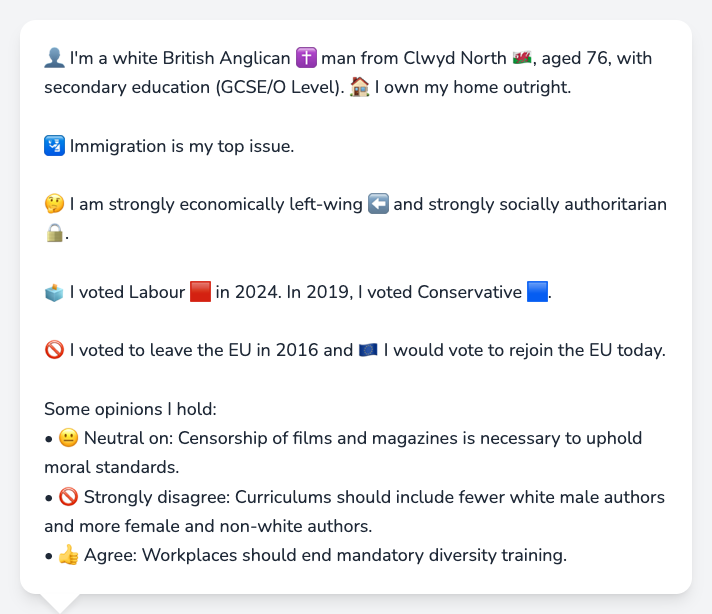 👤 I'm a white British Anglican ✝️ man from Clwyd North 🏴󠁧󠁢󠁷󠁬󠁳󠁿, aged 76, with
secondary education (GCSE/O Level). 🏠 I own my home outright.
🛂 Immigration is my top issue.
🤔 I am strongly economically left-wing ⬅️ and strongly socially authoritarian
🔒.
🗳️ I voted Labour 🟥 in 2024. In 2019, I voted Conservative 🟦.
🚫 I voted to leave the EU in 2016 and 🇪🇺 I would vote to rejoin the EU today.
Some opinions I hold:
• 😐 Neutral on: Censorship of films and magazines is necessary to uphold
moral standards.
• 🚫 Strongly disagree: Curriculums should include fewer white male authors
and more female and non-white authors.
• 👍 Agree: Workplaces should end mandatory diversity training.